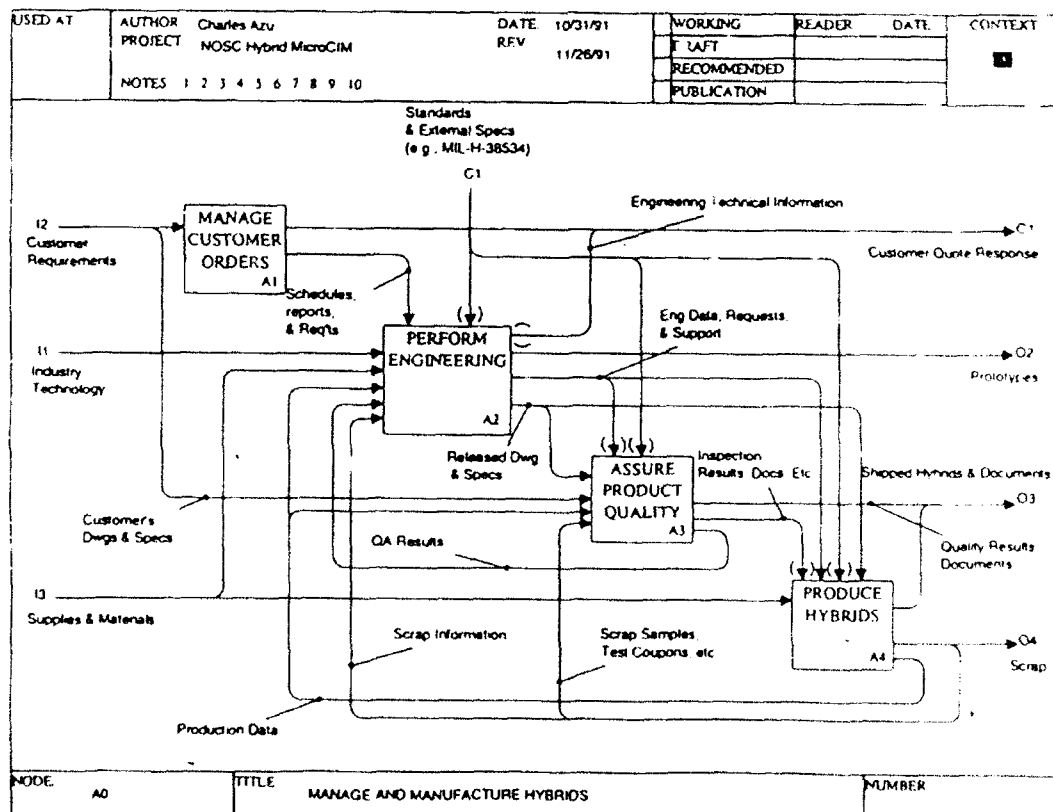 USED AT
AUTHOR Charles Azu
PROJECT NOSC Hybrid MicroCIM
NOTES 1 2 3 4 5 6 7 8 9 10
DATE 10/31/91
REV
11/26/91
WORKING
RECOMMENDED
PUBLICATION
READER DATE
CONTEXT
Standards
& External Specs
(e.g., MIL-H-38534)
C1
Engineering Technical Information
I2
Customer
Requirements
MANAGE
CUSTOMER
ORDERS
A1
Customer Quote Response
Schedules,
reports,
& Req'ts
( )
Eng Data, Requests,
& Support
I1
Industry
Technology
PERFORM
ENGINEERING
A2
O2
Prototypes
Released Dwg
& Specs
( ) ( )
ASSURE
PRODUCT
QUALITY
A3
Inspection
Results, Docs, Etc
Shipped Hybrids & Documents
O3
Customer's
Dwgs & Specs
QA Results
Quality Results
Documents
I3
Supplies & Materials
( ) ( )
PRODUCE
HYBRIDS
A4
Scrap Information
Scrap Samples,
Test Coupons, etc
O4
Scrap
Production Data
NODE: A0
TITLE MANAGE AND MANUFACTURE HYBRIDS
NUMBER